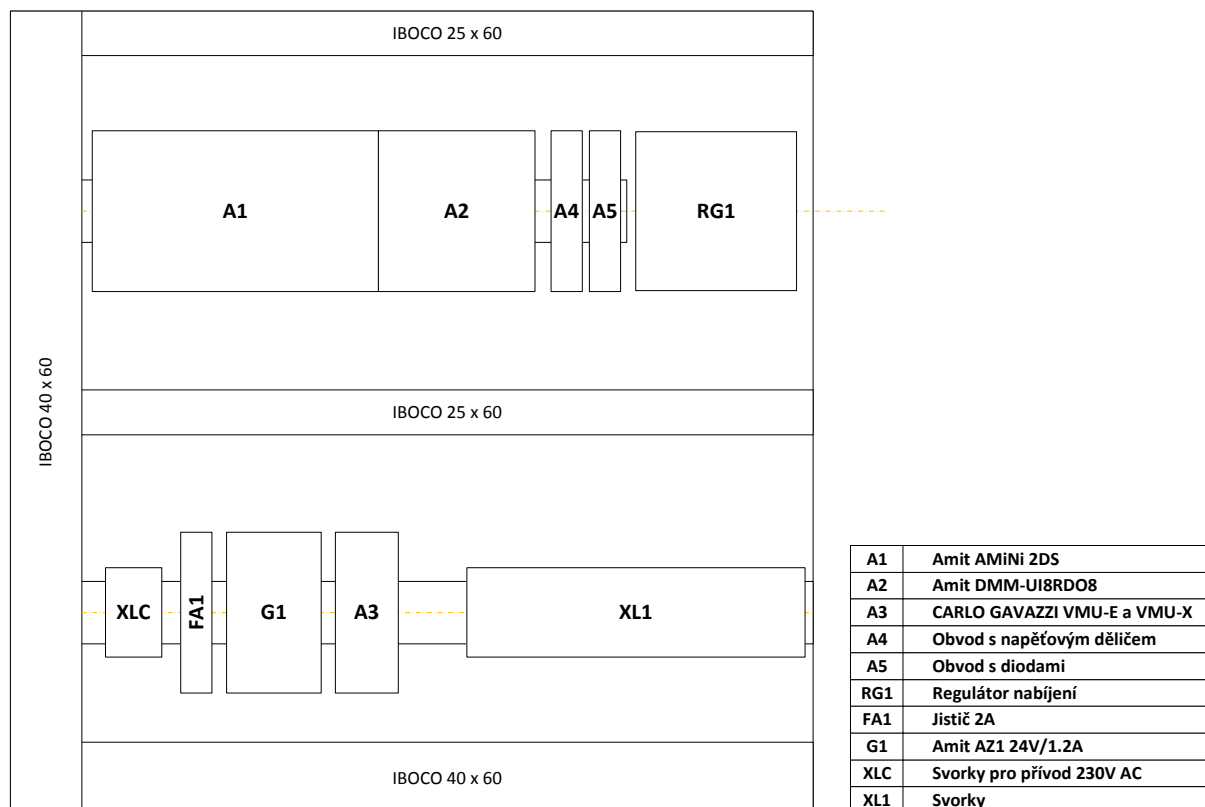 IBOCO 25 x 60
A1
A2
A4
A5
RG1
IBOCO 40 x 60
IBOCO 25 x 60
XLC
FA1
G1
A3
XL1
IBOCO 40 x 60
A1 Amit AMiNi 2DS
A2 Amit DMM-UI8RDO8
A3 CARLO GAVAZZI VMU-E a VMU-X
A4 Obvod s napěťovým děličem
A5 Obvod s diodami
RG1 Regulátor nabíjení
FA1 Jistič 2A
G1 Amit AZ1 24V/1.2A
XLC Svorky pro přívod 230V AC
XL1 Svorky